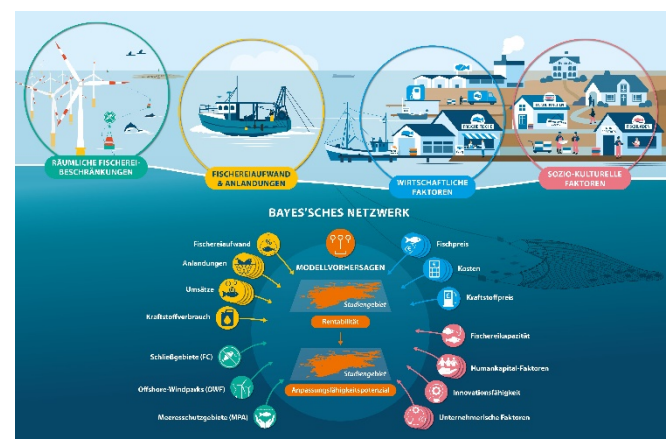 RÄUMLICHE FISCHEREI-
BESCHRÄNKUNGEN
FISCHEREIAUFWAND
& ANLANDUNGEN
WIRTSCHAFTLICHE
FAKTOREN
SOZIO-KULTURELLE
FAKTOREN
BAYES'SCHES NETZWERK
Fischereiaufwand
Anlandungen
Umsätze
Kraftstoffverbrauch
Schließgebiete (FC)
Offshore-Windparks (OWF)
Meeresschutzgebiete (MPA)
MODELLVORHERSAGEN
Studiengebiet
Rentabilität
Studiengebiet
Anpassungsfähigkeitspotenzial
Fischpreis
Kosten
Kraftstoffpreis
Fischereikapazität
Humankapital-Faktoren
Innovationsfähigkeit
Unternehmerische Faktoren